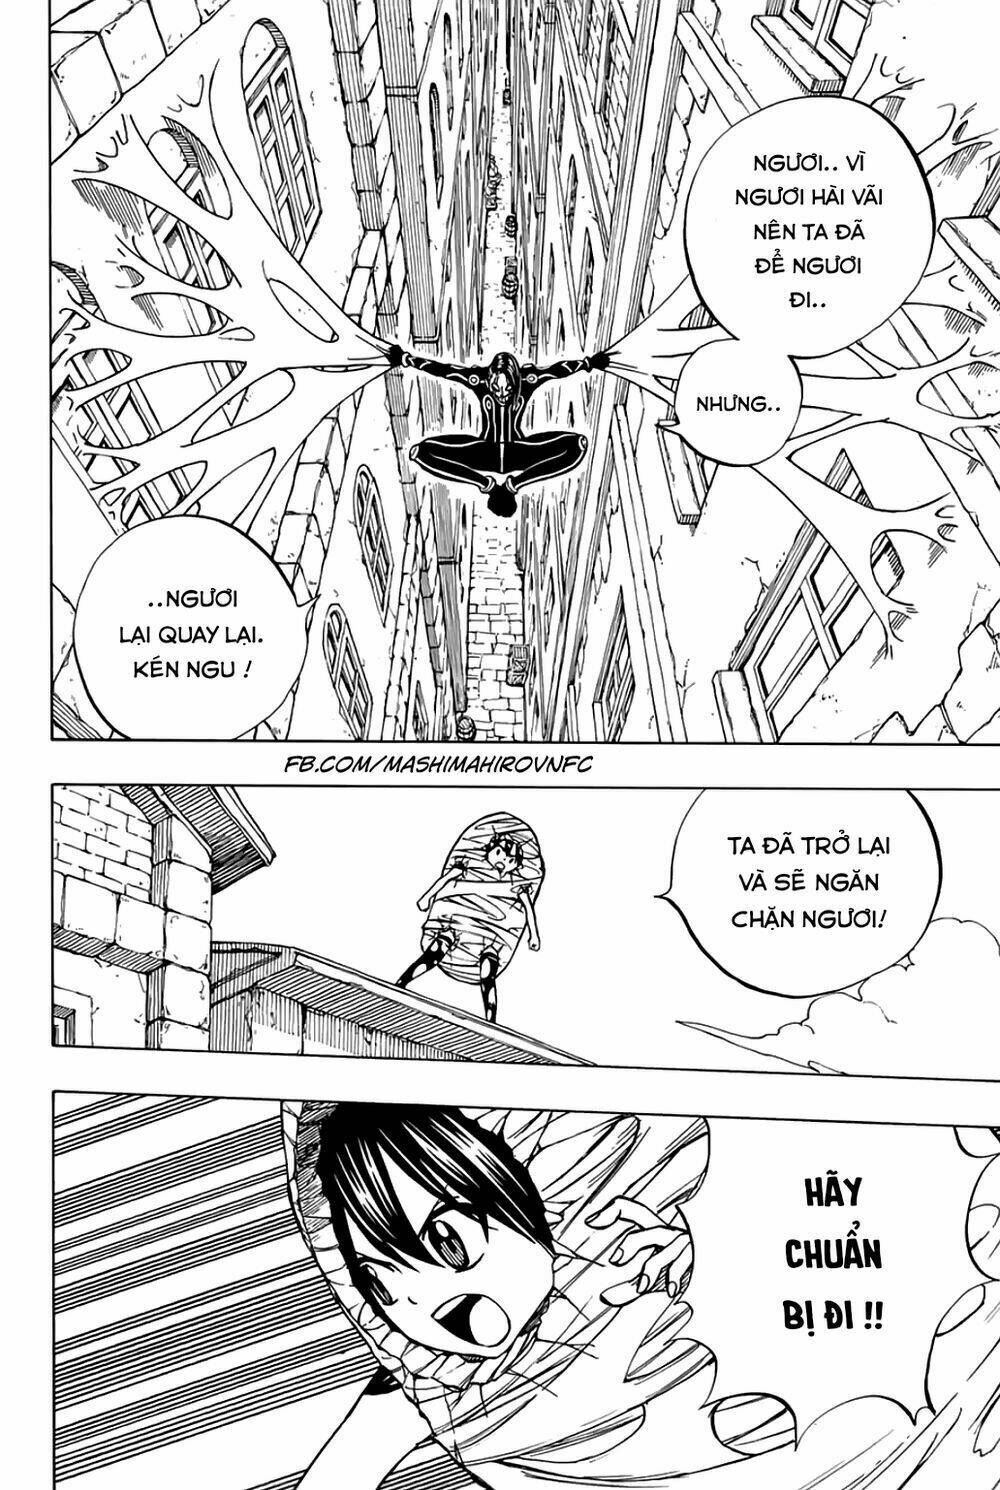 NGƯƠI.. VÌ
NGƯƠI HÀI VÃI
NÊN TA ĐÃ
ĐỂ NGƯƠI
ĐI..
NHƯNG..
..NGƯƠI
LẠI QUAY LẠI.
KÉN NGU !
FB.COM/MASHIMAHIROVNFC
TA ĐÃ TRỞ LẠI
VÀ SẼ NGĂN
CHẶN NGƯƠI!
HÃY
CHUẨN
BỊ ĐI !!